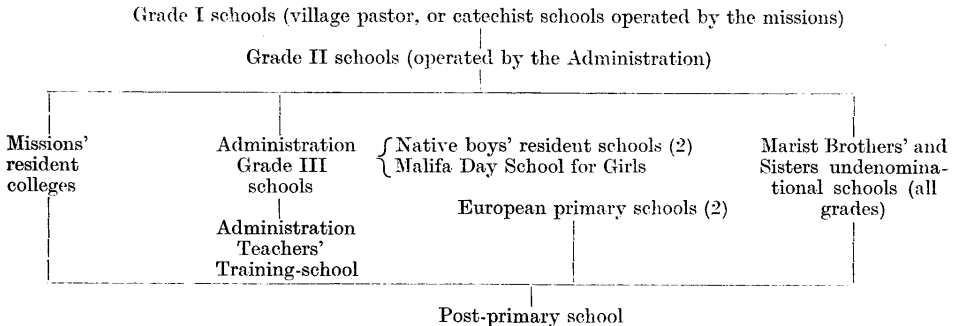 Grade I schools (village pastor, or catechist schools operated by the missions)
Grade II schools (operated by the Administration)
Missions'
resident
colleges
Administration
Grade III
schools
Native boys' resident schools (2)
Malifa Day School for Girls
European primary schools (2)
Administration
Teachers'
Training-school
Marist Brothers' and
Sisters undenomina-
tional schools (all
grades)
Post-primary school